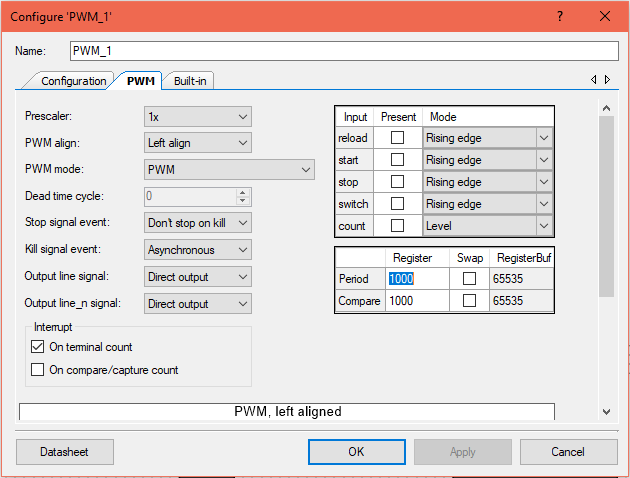 Configure 'PWM_1'
? ×
Name: PWM_1
Configuration PWM Built-in
Prescaler: 1x
PWM align: Left align
PWM mode: PWM
Dead time cycle: 0
Stop signal event: Don't stop on kill
Kill signal event: Asynchronous
Output line signal: Direct output
Output line_n signal: Direct output
Interrupt
On terminal count
On compare/capture count
Input Present Mode
reload Rising edge
start Rising edge
stop Rising edge
switch Rising edge
count Level
Register Swap RegisterBuf
Period 1000 65535
Compare 1000 65535
PWM, left aligned
Datasheet OK Apply Cancel